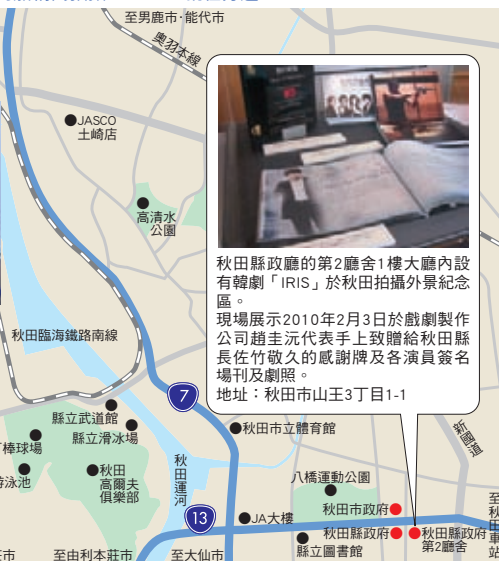 至男鹿市·能代市
奧羽本線
JASCO
土崎店
高清水
公園
秋田縣政廳的第2廳舍1樓大廳內設
有韓劇「IRIS」於秋田拍攝外景紀念
區。
現場展示2010年2月3日於戲劇製作
公司趙圭沅代表手上致贈給秋田縣
長佐竹敬久的感謝牌及各演員簽名
場刊及劇照。
地址：秋田市山王3丁目1-1
秋田臨海鐵路南線
7
縣立武道館
棒球場
縣立滑冰場
秋田市立體育館
新國道
泳池
秋田
高爾夫
俱樂部
秋田運河
八橋運動公園
13
JA大樓
秋田市政府
秋田縣政府
秋田縣政府
第2廳舍
縣立圖書館
至秋田車站
市
至由利本莊市
至大仙市